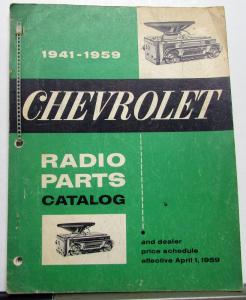 1941-1959
CHEVROLET
RADIO
PARTS
CATALOG
and dealer
price schedule
effective April 1, 1959